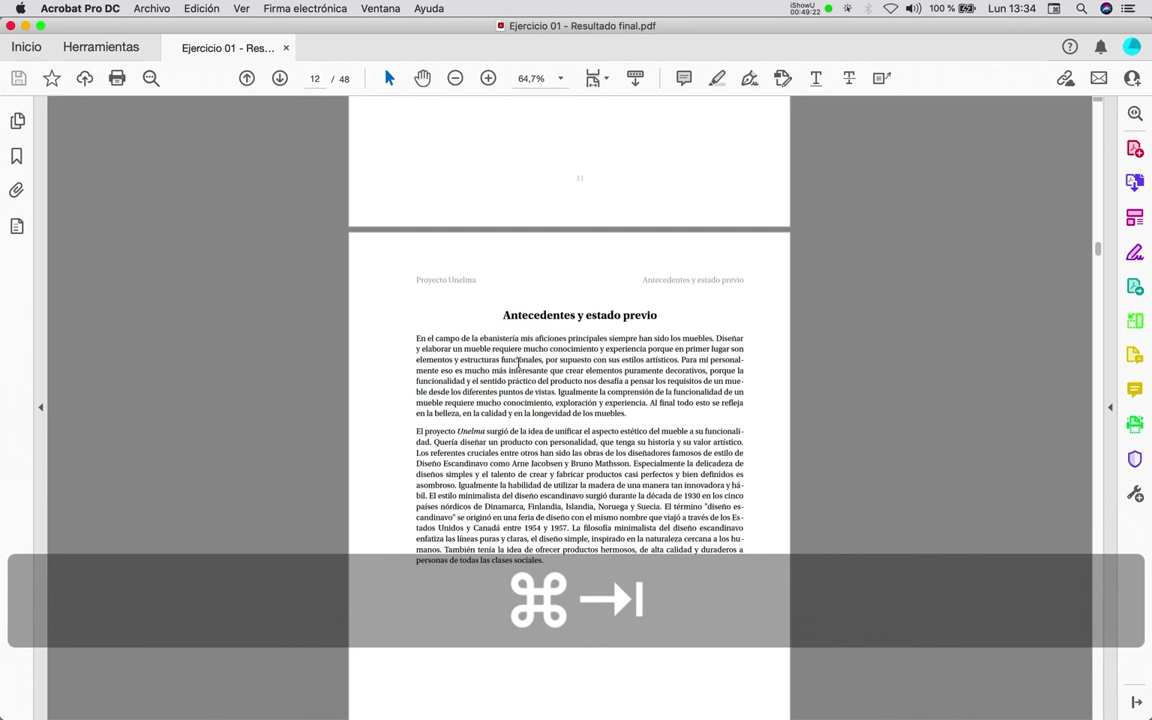 Acrobat Pro DC Archivo Edición Ver Firma electrónica Ventana Ayuda iShowU 00:49:22 100 % Lun 13:34
Ejercicio 01 - Resultado final.pdf
Inicio Herramientas Ejercicio 01 - Res... ×
12 / 48 64,7%
11
Proyecto Unelma Antecedentes y estado previo
Antecedentes y estado previo
En el campo de la ebanistería mis aficiones principales siempre han sido los muebles. Diseñar
y elaborar un mueble requiere mucho conocimiento y experiencia porque en primer lugar son
elementos y estructuras funcionales, por supuesto con sus estilos artísticos. Para mi personal-
mente eso es mucho más interesante que crear elementos puramente decorativos, porque la
funcionalidad y el sentido práctico del producto nos desafía a pensar los requisitos de un mue-
ble desde los diferentes puntos de vistas. Igualmente la comprensión de la funcionalidad de un
mueble requiere mucho conocimiento, exploración y experiencia. Al final todo esto se refleja
en la belleza, en la calidad y en la longevidad de los muebles.
El proyecto Unelma surgió de la idea de unificar el aspecto estético del mueble a su funcionali-
dad. Quería diseñar un producto con personalidad, que tenga su historia y su valor artístico.
Los referentes cruciales entre otros han sido las obras de los diseñadores famosos de estilo de
Diseño Escandinavo como Arne Jacobsen y Bruno Mathsson. Especialmente la delicadeza de
diseños simples y el talento de crear y fabricar productos casi perfectos y bien definidos es
asombroso. Igualmente la habilidad de utilizar la madera de una manera tan innovadora y há-
bil. El estilo minimalista del diseño escandinavo surgió durante la década de 1930 en los cinco
países nórdicos de Dinamarca, Finlandia, Islandia, Noruega y Suecia. El término "diseño es-
candinavo" se originó en una feria de diseño con el mismo nombre que viajó a través de los Es-
tados Unidos y Canadá entre 1954 y 1957. La filosofía minimalista del diseño escandinavo
enfatiza las líneas puras y claras, el diseño simple, inspirado en la naturaleza cercana a los hu-
manos. También tenía la idea de ofrecer productos hermosos, de alta calidad y duraderos a
personas de todas las clases sociales.
⌘⇥